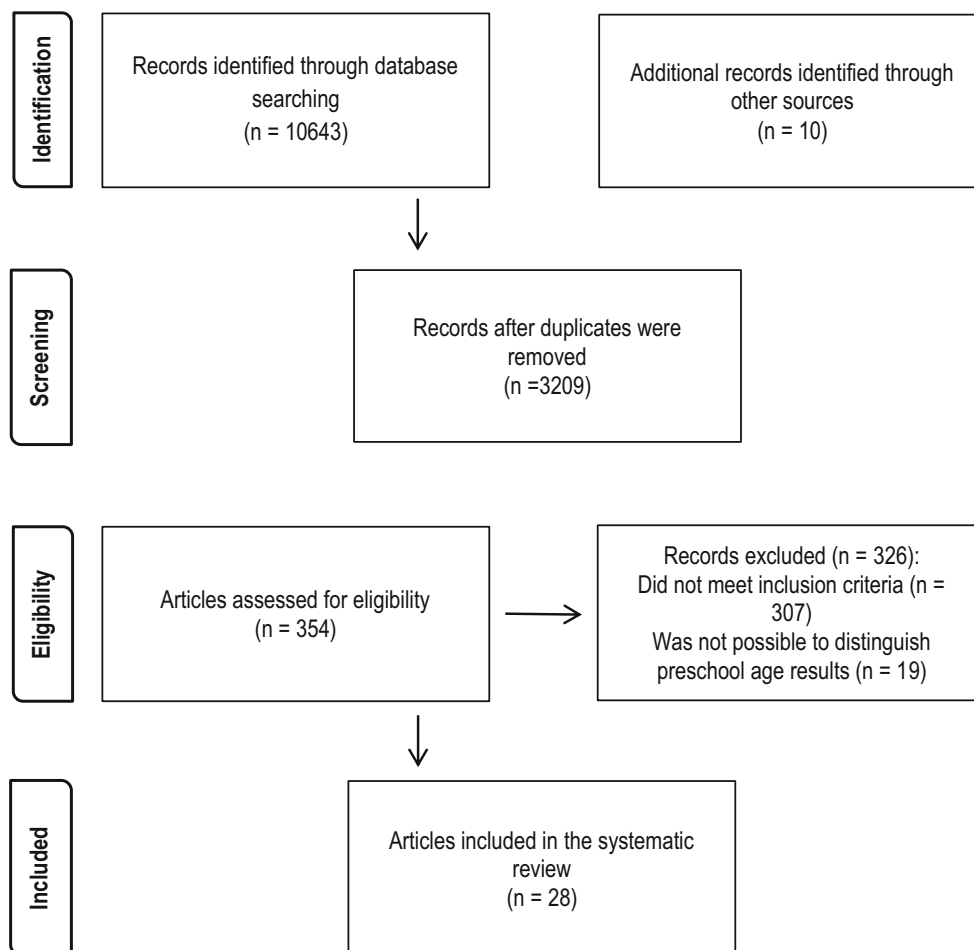 Identification
Records identified through database
searching
(n = 10643)
Additional records identified through
other sources
(n = 10)
Screening
Records after duplicates were
removed
(n =3209)
Eligibility
Articles assessed for eligibility
(n = 354)
Records excluded (n = 326):
Did not meet inclusion criteria (n =
307)
Was not possible to distinguish
preschool age results (n = 19)
Included
Articles included in the systematic
review
(n = 28)